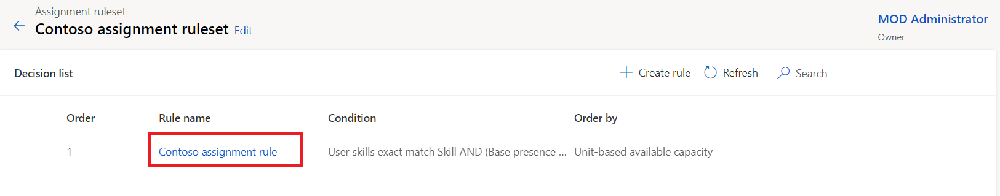 Assignment ruleset
Contoso assignment ruleset Edit
MOD Administrator
Owner
Decision list
Create rule Refresh Search
Order Rule name Condition Order by
1 Contoso assignment rule User skills exact match Skill AND (Base presence ... Unit-based available capacity